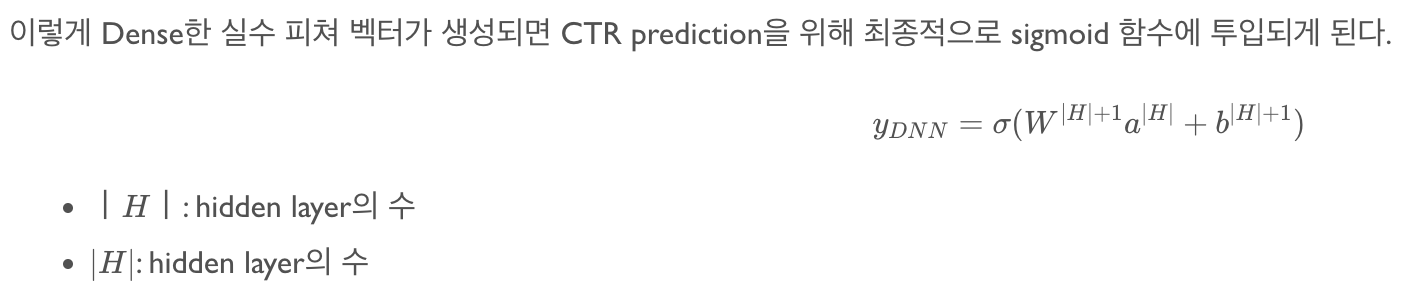 이렇게 Dense한 실수 피쳐 벡터가 생성되면 CTR prediction을 위해 최종적으로 sigmoid 함수에 투입되게 된다.
$y_{DNN} = \sigma(W^{|H|+1}a^{|H|} + b^{|H|+1})$
• ㅣHㅣ: hidden layer의 수
• |H|: hidden layer의 수